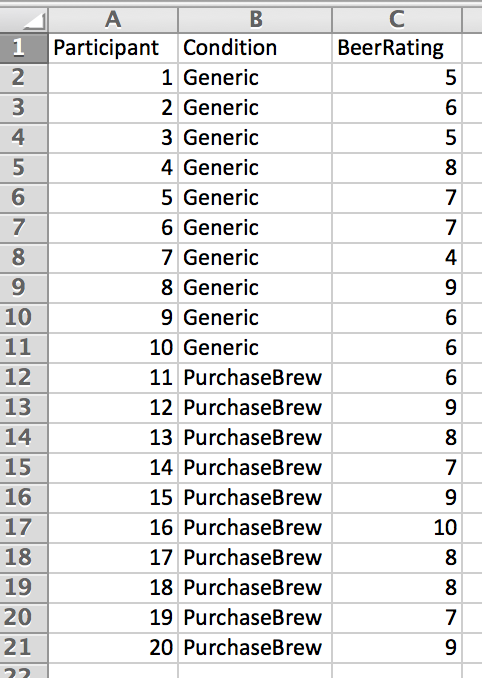 A B C
1 Participant Condition BeerRating
2 1 Generic 5
3 2 Generic 6
4 3 Generic 5
5 4 Generic 8
6 5 Generic 7
7 6 Generic 7
8 7 Generic 4
9 8 Generic 9
10 9 Generic 6
11 10 Generic 6
12 11 PurchaseBrew 6
13 12 PurchaseBrew 9
14 13 PurchaseBrew 8
15 14 PurchaseBrew 7
16 15 PurchaseBrew 9
17 16 PurchaseBrew 10
18 17 PurchaseBrew 8
19 18 PurchaseBrew 8
20 19 PurchaseBrew 7
21 20 PurchaseBrew 9
22